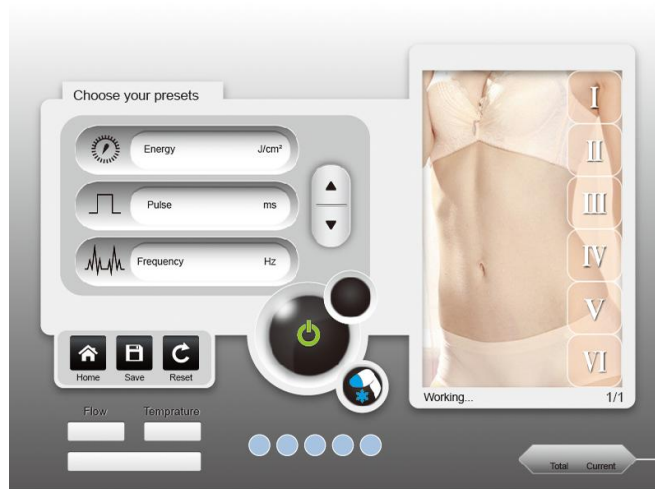 Choose your presets
Energy J/cm²
Pulse ms
Frequency Hz
I
II
III
IV
V
VI
Home Save Reset
Working... 1/1
Flow Temprature
Total Current